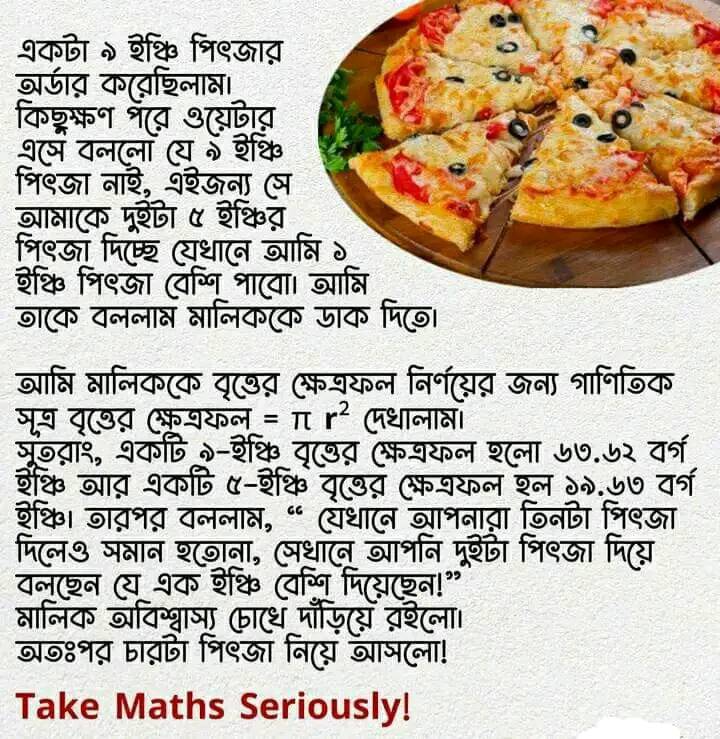 একটা ৯ ইঞ্চি পিৎজার
অর্ডার করেছিলাম।
কিছুক্ষণ পরে ওয়েটার
এসে বললো যে ৯ ইঞ্চি
পিৎজা নাই, এইজন্য সে
আমাকে দুইটা ৫ ইঞ্চির
পিৎজা দিচ্ছে যেখানে আমি ১
ইঞ্চি পিৎজা বেশি পাবো। আমি
তাকে বললাম মালিককে ডাক দিতে।
আমি মালিককে বৃত্তের ক্ষেত্রফল নির্ণয়ের জন্য গাণিতিক
সূত্র বৃত্তের ক্ষেত্রফল = π r² দেখালাম।
সুতরাং, একটি ৯-ইঞ্চি বৃত্তের ক্ষেত্রফল হলো ৬৩.৬২ বর্গ
ইঞ্চি আর একটি ৫-ইঞ্চি বৃত্তের ক্ষেত্রফল হল ১৯.৬৩ বর্গ
ইঞ্চি। তারপর বললাম, “ যেখানে আপনারা তিনটা পিৎজা
দিলেও সমান হতোনা, সেখানে আপনি দুইটা পিৎজা দিয়ে
বলছেন যে এক ইঞ্চি বেশি দিয়েছেন!”
মালিক অবিশ্বাস্য চোখে দাঁড়িয়ে রইলো।
অতঃপর চারটা পিৎজা নিয়ে আসলো!
Take Maths Seriously!